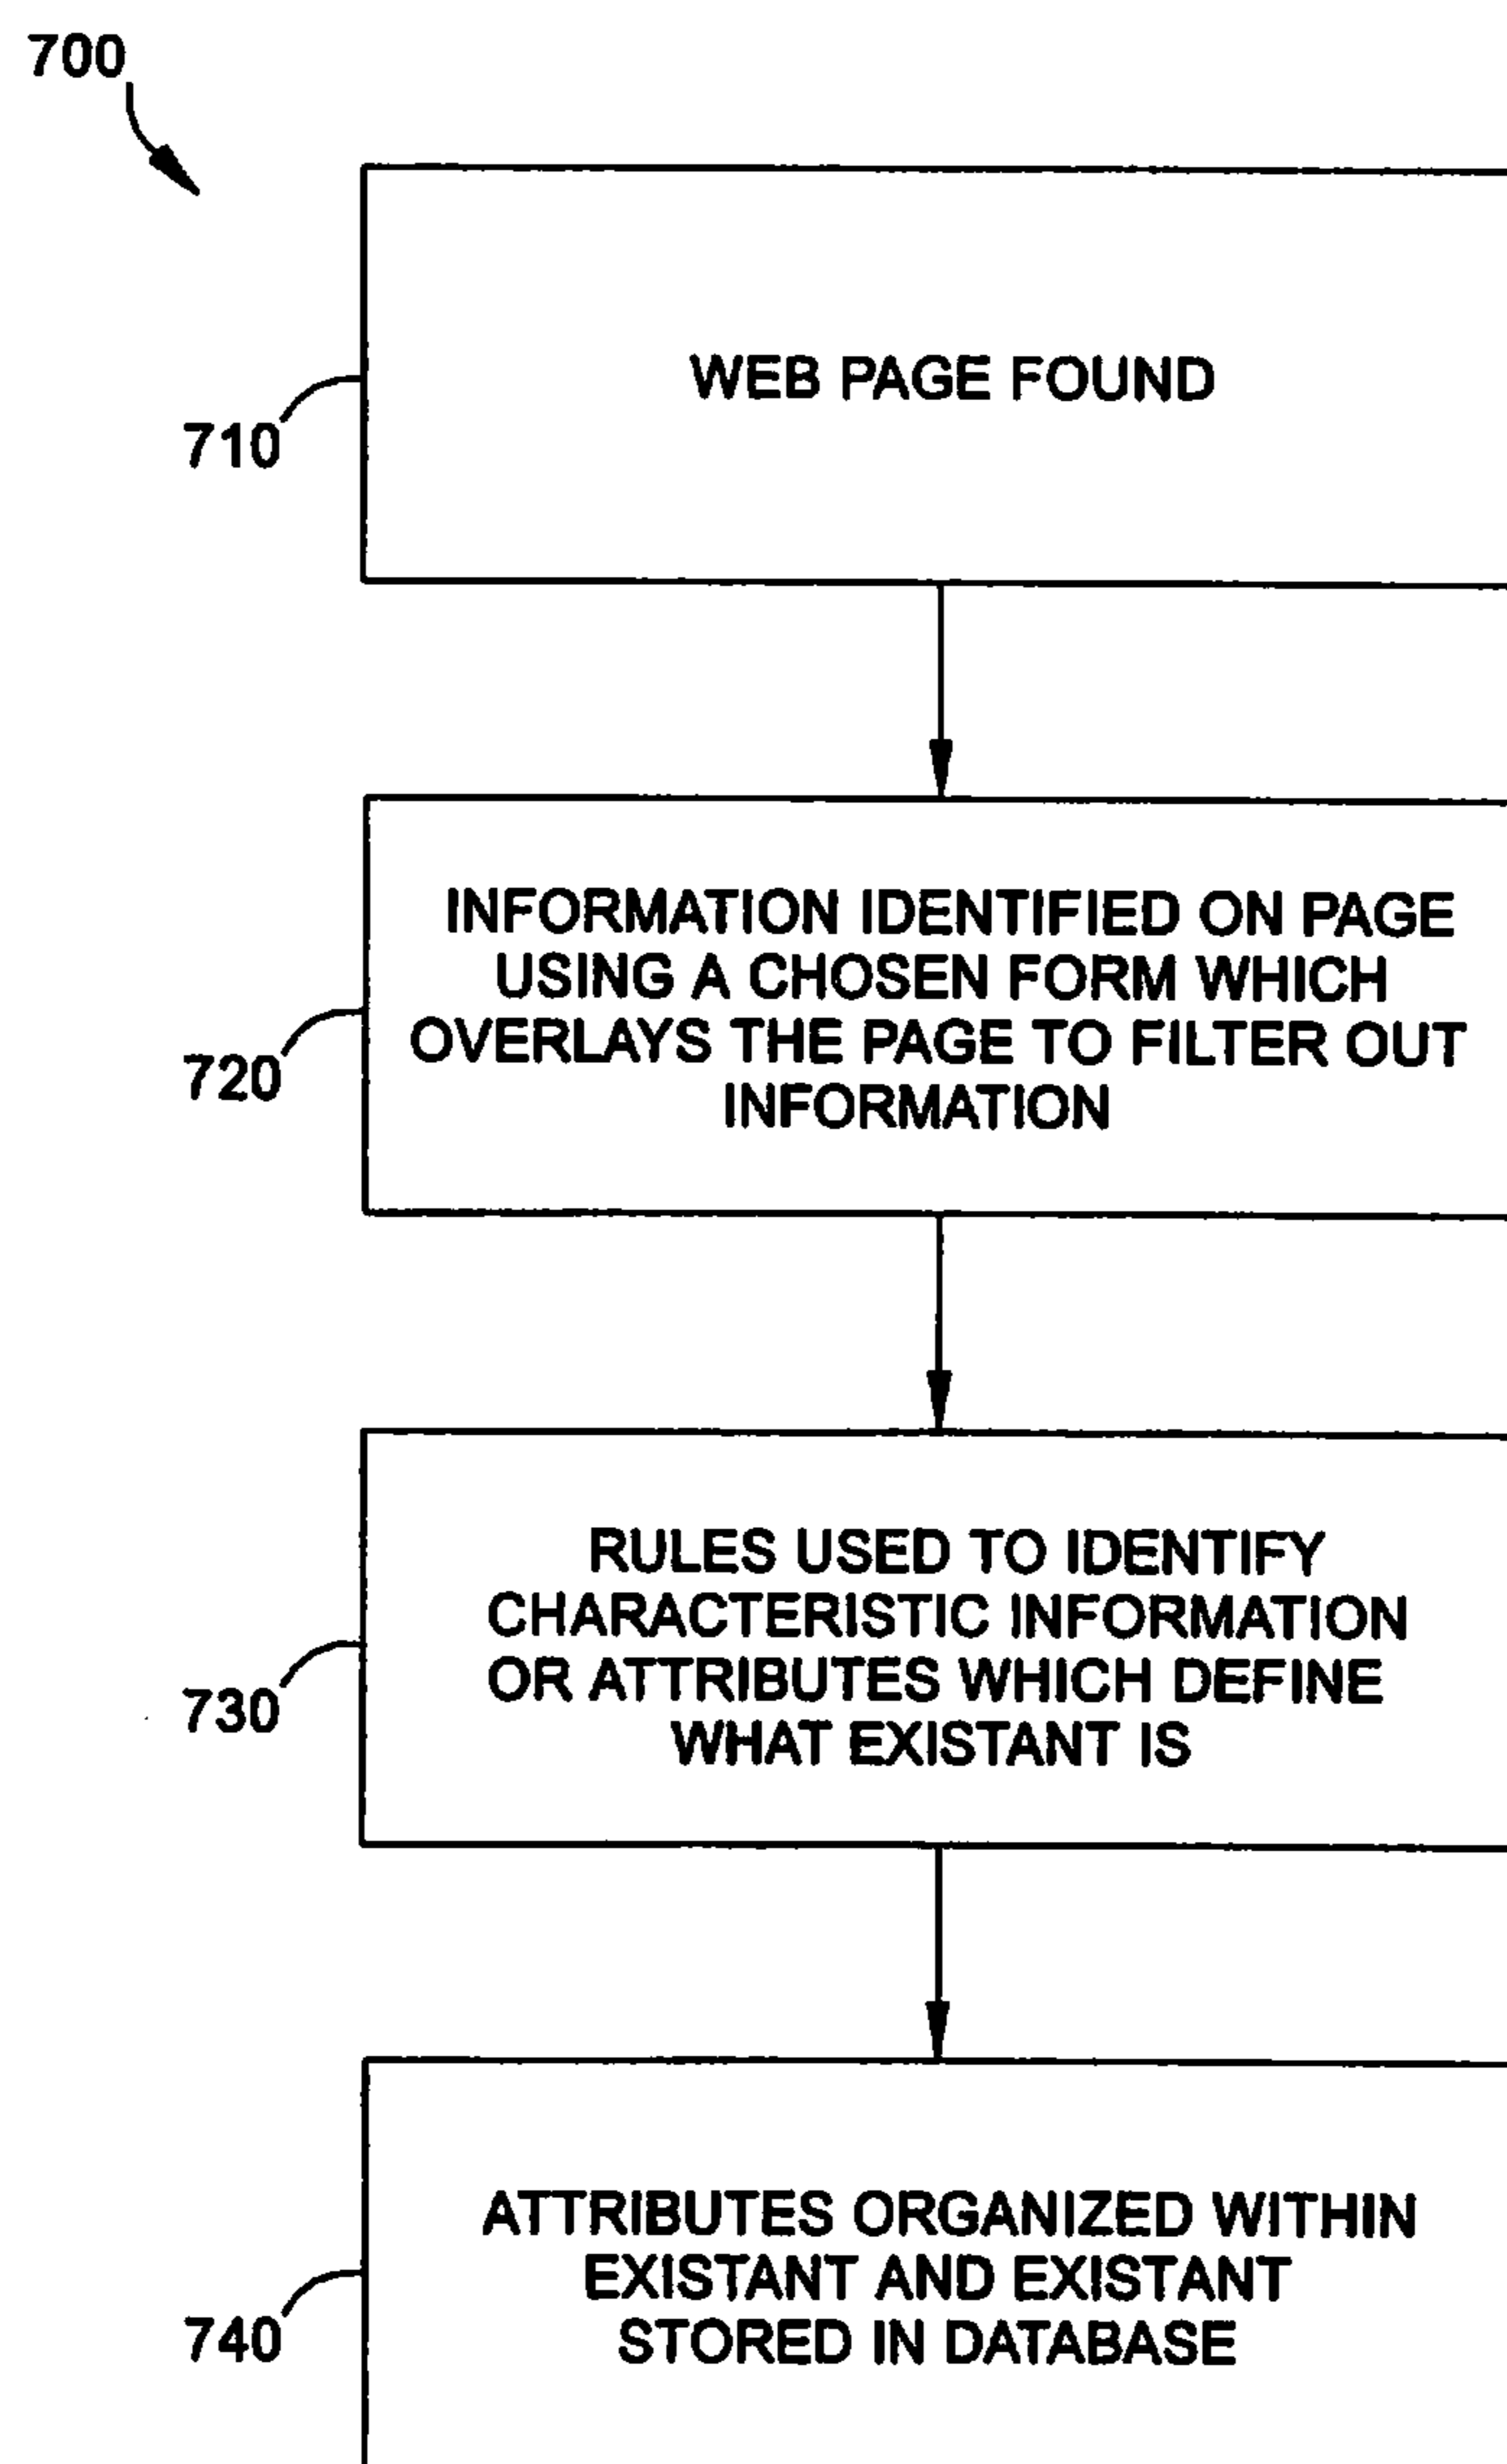 700
WEB PAGE FOUND
710
INFORMATION IDENTIFIED ON PAGE
USING A CHOSEN FORM WHICH
OVERLAYS THE PAGE TO FILTER OUT
INFORMATION
720
RULES USED TO IDENTIFY
CHARACTERISTIC INFORMATION
OR ATTRIBUTES WHICH DEFINE
WHAT EXISTANT IS
730
ATTRIBUTES ORGANIZED WITHIN
EXISTANT AND EXISTANT
STORED IN DATABASE
740